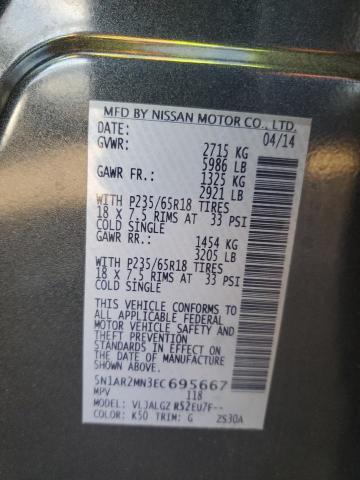 MFD BY NISSAN MOTOR CO., LTD.
DATE: 04/14
GVWR: 2715 KG
5986 LB
GAWR FR.: 1325 KG
2921 LB
WITH P235/65R18 TIRES
18 X 7.5 RIMS AT 33 PSI
COLD SINGLE
GAWR RR.: 1454 KG
3205 LB
WITH P235/65R18 TIRES
18 X 7.5 RIMS AT 33 PSI
COLD SINGLE
THIS VEHICLE CONFORMS TO
ALL APPLICABLE FEDERAL
MOTOR VEHICLE SAFETY
STANDARDS IN EFFECT ON
THE DATE OF MANUFACTURE
SHOWN ABOVE.
5N1AR2MN3EC695667
MPV 118
MODEL: VLJALGZ R52EU7F--
COLOR: K50 TRIM: G 2S30A